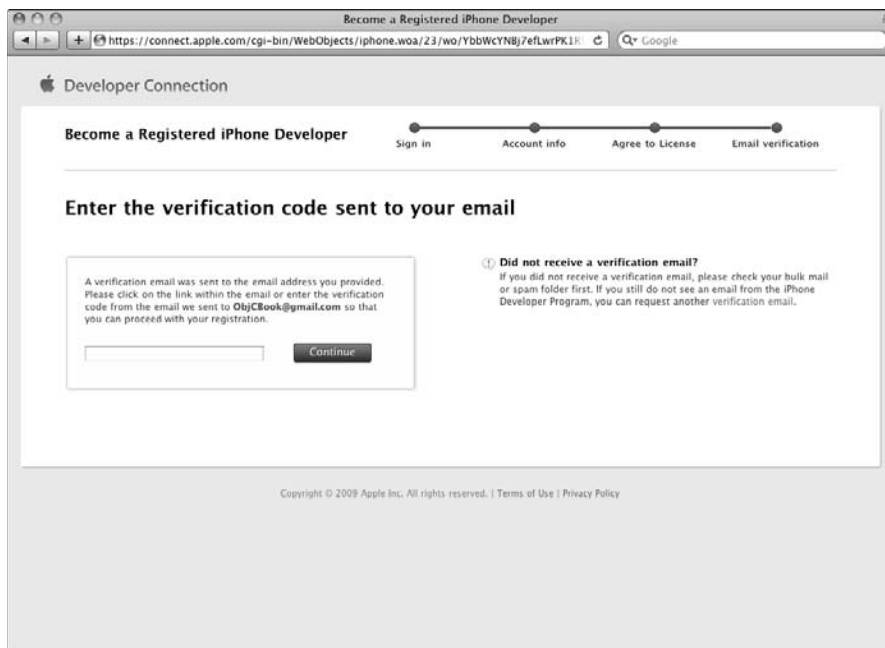 Become a Registered iPhone Developer
https://connect.apple.com/cgi-bin/WebObjects/iphone.woa/23/wo/YbbWcYNBj7efLwrPK1R
Google
Developer Connection
Become a Registered iPhone Developer
Sign in
Account info
Agree to License
Email verification
Enter the verification code sent to your email
A verification email was sent to the email address you provided.
Please click on the link within the email or enter the verification
code from the email we sent to ObjCBook@gmail.com so that
you can proceed with your registration.
Continue
Did not receive a verification email?
If you did not receive a verification email, please check your bulk mail
or spam folder first. If you still do not see an email from the iPhone
Developer Program, you can request another verification email.
Copyright © 2009 Apple Inc. All rights reserved. | Terms of Use | Privacy Policy